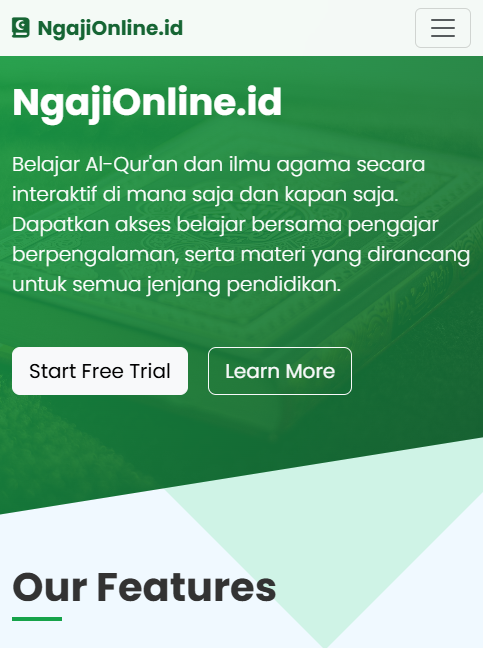 NgajiOnline.id
NgajiOnline.id
Belajar Al-Qur'an dan ilmu agama secara
interaktif di mana saja dan kapan saja.
Dapatkan akses belajar bersama pengajar
berpengalaman, serta materi yang dirancang
untuk semua jenjang pendidikan.
Start Free Trial
Learn More
Our Features